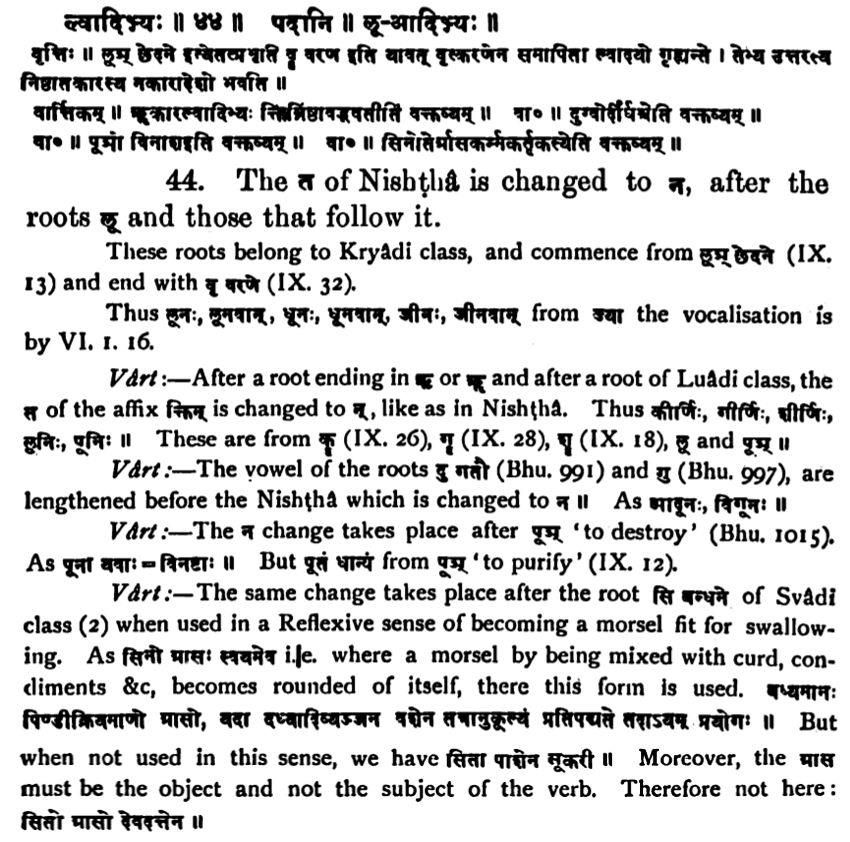 ल्वादिभ्यः ॥ ४४ ॥ पदानि ॥ लू-आदिभ्यः ॥
वृत्तिः ॥ लूञ् छेदने इत्येतत्प्रभृति वॄ वरण इति यावत् वृत्करणेन समापिता ल्वादयो गृह्यन्ते । तेभ्य उत्तरस्य
निष्ठातकारस्य नकारादेशो भवति ॥
वार्त्तिकम् ॥ ऋकारल्वादिभ्यः क्तिन्निष्ठावद्भवतीति वक्तव्यम् ॥ वा० ॥ दुग्वोर्दीर्घश्चेति वक्तव्यम् ॥
वा० ॥ पूञो विनाशइति वक्तव्यम् ॥ वा० ॥ सिनोतेर्ग्रासकर्म्मकर्तृकस्येति वक्तव्यम् ॥
44. The त of Nishṭhâ is changed to न, after the
roots लू and those that follow it.
These roots belong to Kryâdi class, and commence from लूञ् छेदने (IX.
13) and end with वॄ वरणे (IX. 32).
Thus लूनः, लूनवान्, धूनः, धूनवान्, जीनः, जीनवान् from ज्या the vocalisation is
by VI. 1. 16.
Vârt:—After a root ending in ऋ or ॠ and after a root of Luâdi class, the
त of the affix क्तिन् is changed to न्, like as in Nishṭhâ. Thus कीर्णिः, गीर्णिः, शीर्णिः,
लूनिः, पूनिः ॥ These are from कॄ (IX. 26), गॄ (IX. 28), शॄ (IX. 18), लू and पूञ् ॥
Vârt:—The vowel of the roots दु गतौ (Bhu. 991) and गु (Bhu. 997), are
lengthened before the Nishṭhâ which is changed to न ॥ As आदूनः, विगूनः ॥
Vârt:—The न change takes place after पूञ् 'to destroy' (Bhu. 1015).
As पूना यवाः = विनष्टाः ॥ But पूतं धान्यं from पूञ् 'to purify' (IX. 12).
Vârt:—The same change takes place after the root सि बन्धने of Svâdi
class (2) when used in a Reflexive sense of becoming a morsel fit for swallow-
ing. As सिनो ग्रासः स्वयमेव i.e. where a morsel by being mixed with curd, con-
diments &c, becomes rounded of itself, there this form is used. बध्यमानः
पिण्डीक्रियमाणो ग्रासो, यदा दध्यादिव्यञ्जन वशेन तत्रानुकूल्यं प्रतिपद्यते तदाऽयम् प्रयोगः ॥ But
when not used in this sense, we have सिता पाशेन सूकरी ॥ Moreover, the ग्रास
must be the object and not the subject of the verb. Therefore not here:
सितो ग्रासो देवदत्तेन ॥